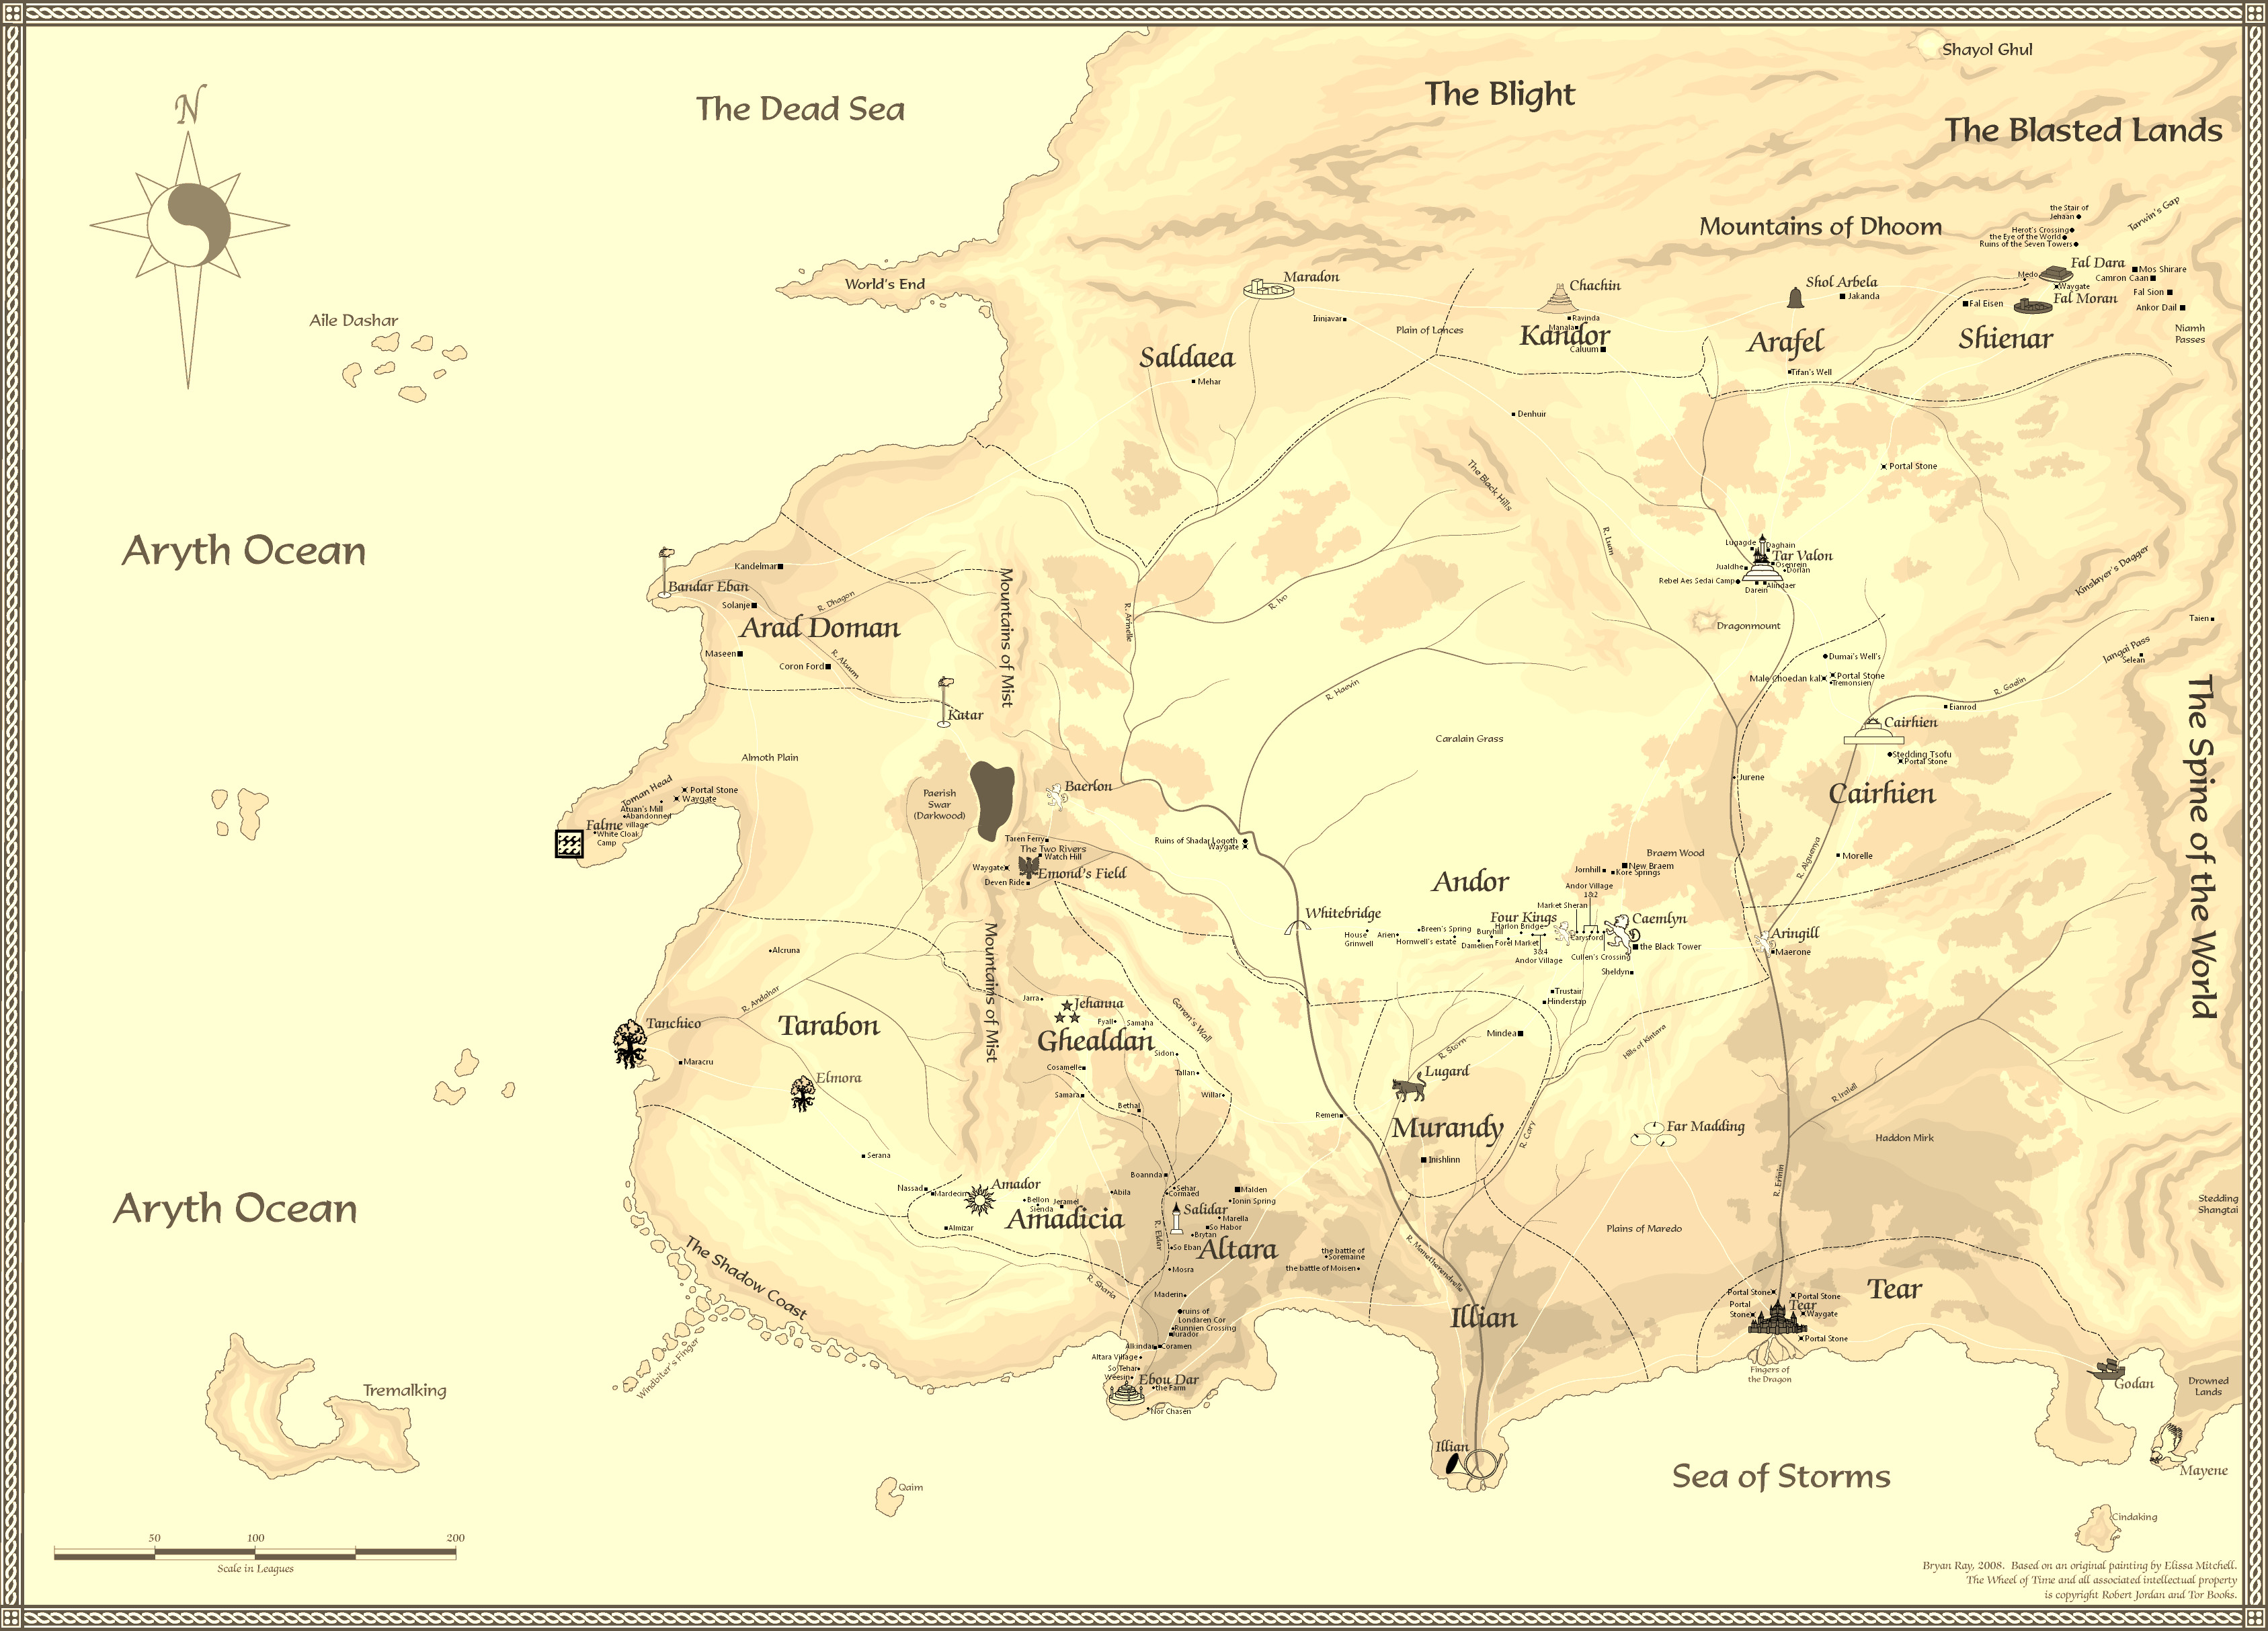 N
The Dead Sea
The Blight
Shayol Ghul
The Blasted Lands
Mountains of Dhoom
the Stair of
Jehaan
Tarwin's Gap
Herot's Crossing
the Eye of the World
Ruins of the Seven Towers
World's End
Aile Dashar
Maradon
Irinjavar
Plain of Lances
Chachin
Ravinda
Manala
Kandor
Caluum
Shol Arbela
Jakanda
Arafel
Tifan's Well
Medo
Fal Dara
Waygate
Fal Moran
Fal Eisen
Shienar
Mos Shirare
Camron Caan
Fal Sion
Ankor Dail
Niamh
Passes
Saldaea
Mehar
Denhuir
The Black Hills
Portal Stone
Aryth Ocean
R. Luan
Lugagde
Daghain
Tar Valon
Osenrein
Jualdhe
Dorlan
Rebel Aes Sedai Camp
Alindaer
Darein
Dragonmount
Kinslayer's Dagger
Taien
Jangai Pass
Selean
Kandelmar
Bandar Eban
Solanje
R. Dhagon
Arad Doman
Maseen
Coron Ford
R. Akuum
Katar
Mountains of Mist
R. Arinelle
R. Ivo
R. Haevin
Caralain Grass
Dumai's Well's
Male Choedan kal
Portal Stone
Tremonsien
R. Gaelin
Eianrod
Cairhien
Stedding Tsofu
Portal Stone
Jurene
Cairhien
The Spine of the World
Almoth Plain
Toman Head
Portal Stone
Waygate
Atuan's Mill
Abandoned
village
Falme
White Cloak
Camp
Paerish
Swar
(Darkwood)
Baerlon
Taren Ferry
The Two Rivers
Watch Hill
Waygate
Emond's Field
Deven Ride
Ruins of Shadar Logoth
Waygate
Andor
Braem Wood
New Braem
Jornhill
Kore Springs
Andor Village
1&2
Market Sheran
R. Alguenya
Morelle
Whitebridge
House
Grinwell
Arien
Breen's Spring
Hornwell's estate
Buryhill
Damelien
Four Kings
Harlon Bridge
Forel Market
3&4
Andor Village
Carysford
Cullen's Crossing
Caemlyn
the Black Tower
Sheldyn
Aringill
Maerone
Alcruna
R. Andahar
Tanchico
Maracru
Tarabon
Elmora
Serana
Mountains of Mist
Jarra
Jehanna
Fyall
Samaha
Ghealdan
Garen's Wall
Sidon
Cosamelle
Tallan
Samara
Bethal
Willar
Trustair
Hinderstap
Mindea
R. Storn
Hills of Kintara
Lugard
Remen
Murandy
R. Cary
Inishlinn
Far Madding
R. Iralell
Haddon Mirk
R. Erinin
Plains of Maredo
Stedding
Shangtai
Aryth Ocean
Nassad
Mardecin
Amador
Bellon
Sienda
Jeramel
Amadicia
Almizar
Abila
Boannda
Sehar
Cormaed
Malden
Ionin Spring
Salidar
Marella
So Habor
Brytan
So Eban
Altara
R. Eldar
Mosra
the battle of
Soremaine
the battle of Moisen
R. Manetherendrelle
The Shadow Coast
Windbiter's Finger
R. Sharia
Maderin
ruins of
Londaren Cor
Runnien Crossing
Jurador
Alkindar
Coramen
Altara Village
So Tehar
Weesin
Ebou Dar
the Farm
Nor Chasen
Illian
Illian
Tear
Portal Stone
Portal Stone
Portal
Stone
Tear
Waygate
Portal Stone
Fingers of
the Dragon
Godan
Drowned
Lands
Mayene
Sea of Storms
Cindaking
Tremalking
Qaim
50
100
200
Scale in Leagues
Bryan Ray, 2008. Based on an original painting by Elissa Mitchell.
The Wheel of Time and all associated intellectual property
is copyright Robert Jordan and Tor Books.